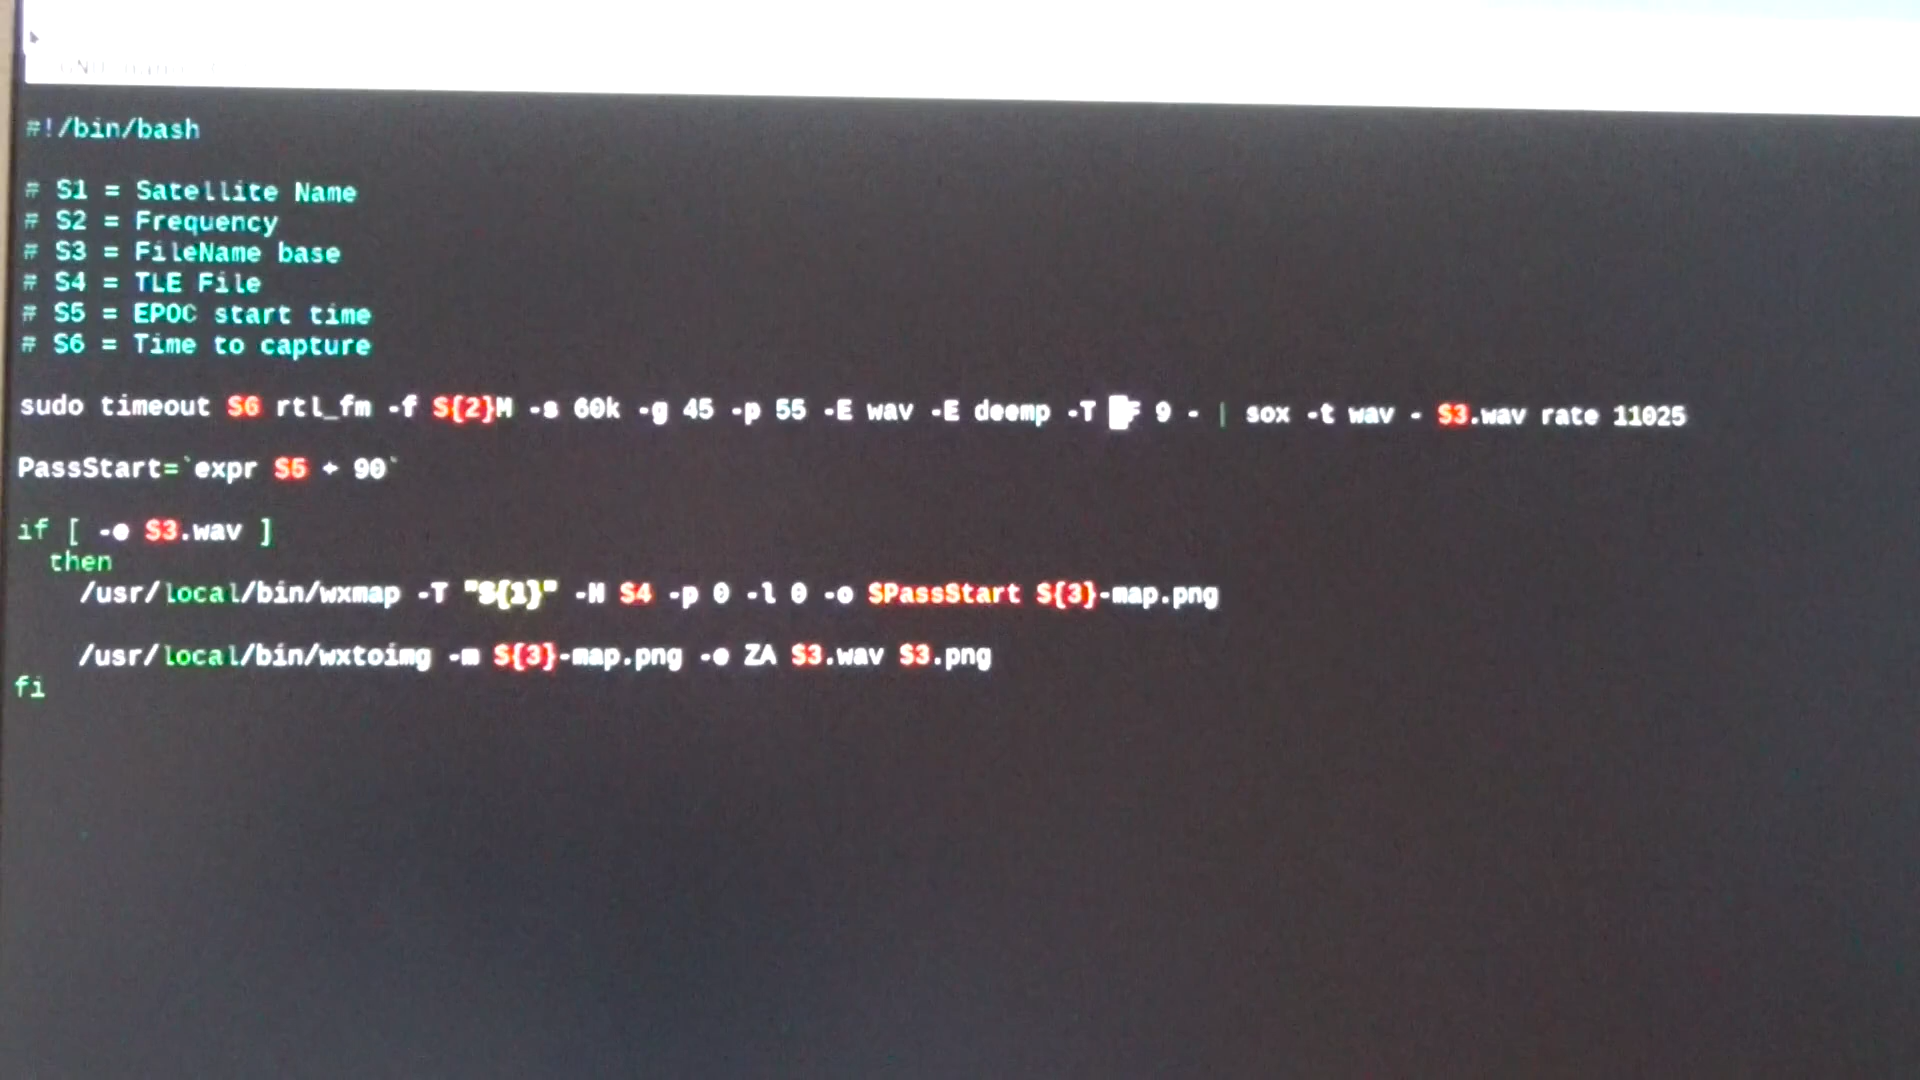 #!/bin/bash
# $1 = Satellite Name
# $2 = Frequency
# $3 = FileName base
# $4 = TLE File
# $5 = EPOC start time
# $6 = Time to capture
sudo timeout $6 rtl_fm -f ${2}M -s 60k -g 45 -p 55 -E wav -E deemp -T F 9 - | sox -t wav - $3.wav rate 11025
PassStart=`expr $5 + 90`
if [ -e $3.wav ]
then
/usr/local/bin/wxmap -T "${1}" -H $4 -p 0 -l 0 -o $PassStart ${3}-map.png
/usr/local/bin/wxtoimg -m ${3}-map.png -e ZA $3.wav $3.png
fi